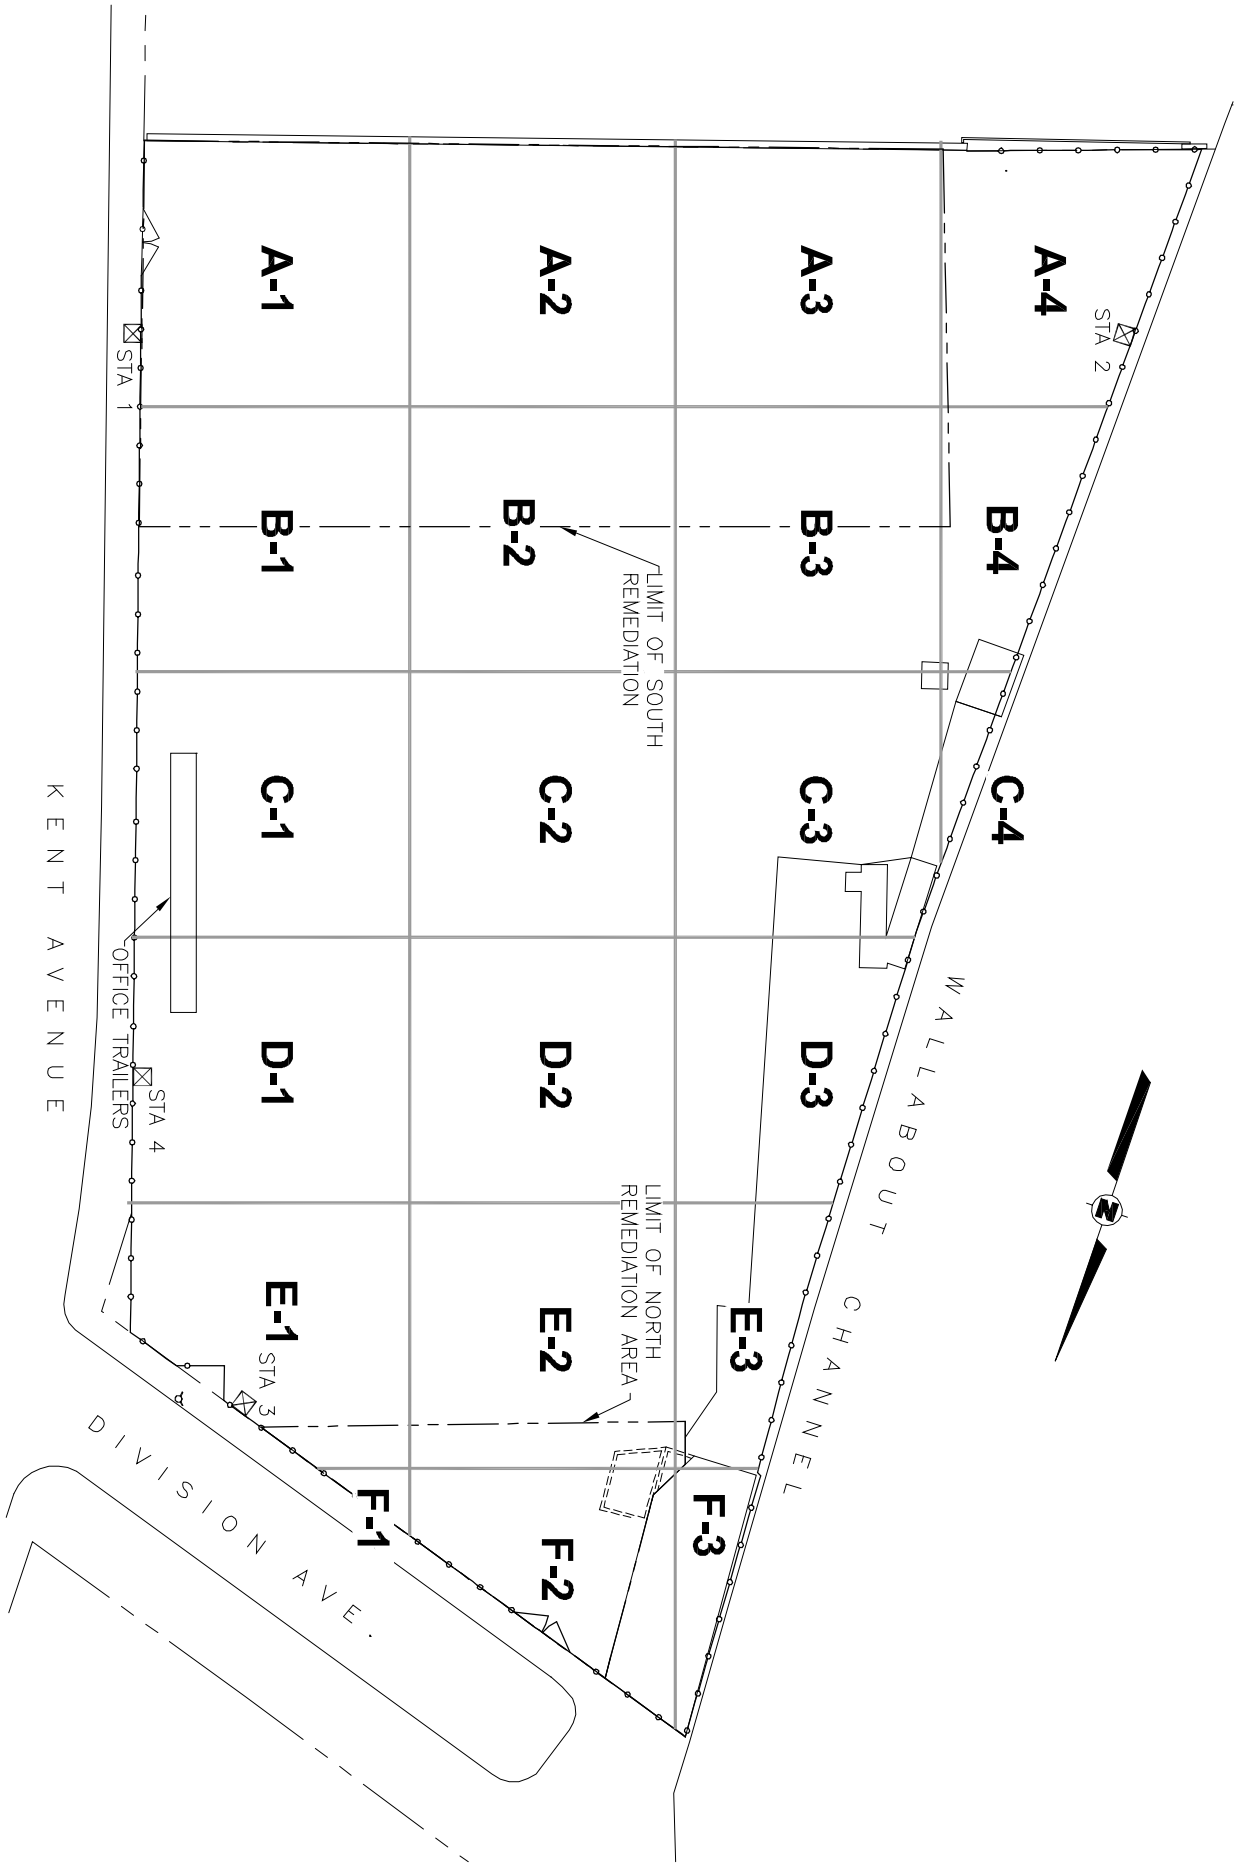 A-1
A-2
A-3
A-4
STA 1
STA 2
B-1
B-2
B-3
B-4
LIMIT OF SOUTH
REMEDIATION
C-1
C-2
C-3
C-4
OFFICE TRAILERS
KENT AVENUE
D-1
D-2
D-3
STA 4
WALLABOUT CHANNEL
N
LIMIT OF NORTH
REMEDIATION AREA
E-1
E-2
E-3
STA 3
F-1
F-2
F-3
DIVISION AVE.